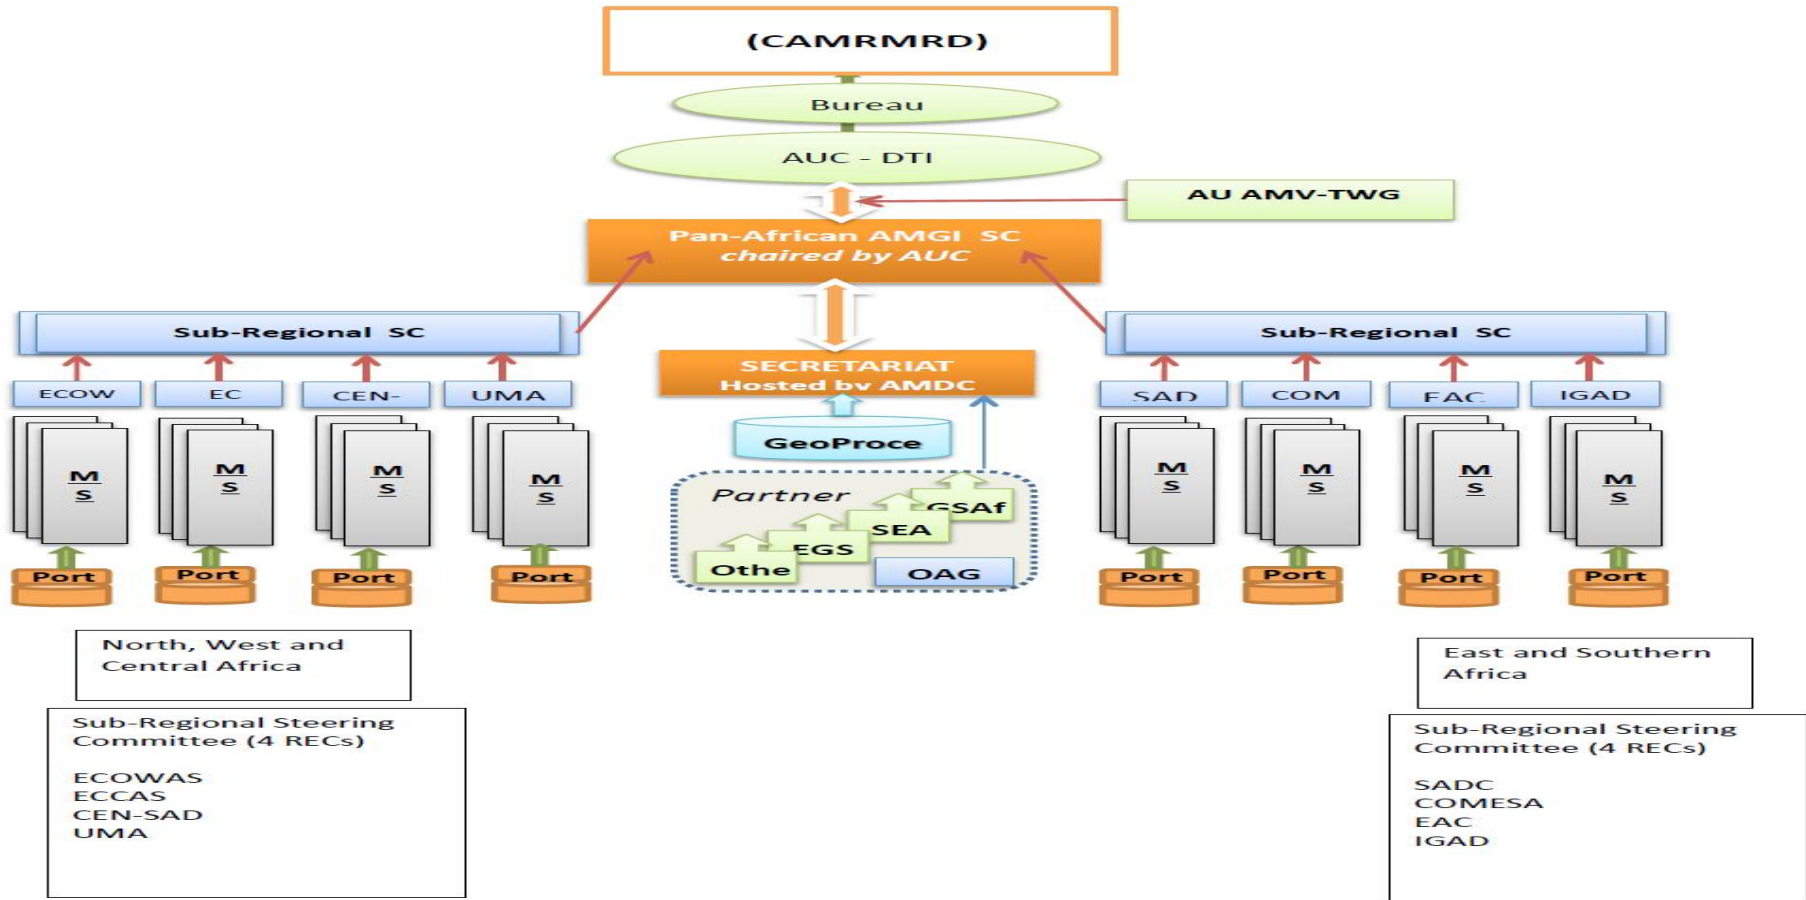 (CAMRMRD)
Bureau
AUC - DTI
AU AMV-TWG
Pan-African AMGI SC
chaired by AUC
Sub-Regional SC
Sub-Regional SC
SECRETARIAT
Hosted by AMDC
ECOW
EC
CEN-
UMA
SAD
COM
EAC
IGAD
GeoProce
M
S
M
S
M
S
M
S
M
S
M
S
M
S
M
S
Partner
GSAf
SEA
EGS
Othe
OAG
Port
Port
Port
Port
Port
Port
Port
Port
North, West and
Central Africa
Sub-Regional Steering
Committee (4 RECs)
ECOWAS
ECCAS
CEN-SAD
UMA
East and Southern
Africa
Sub-Regional Steering
Committee (4 RECs)
SADC
COMESA
EAC
IGAD